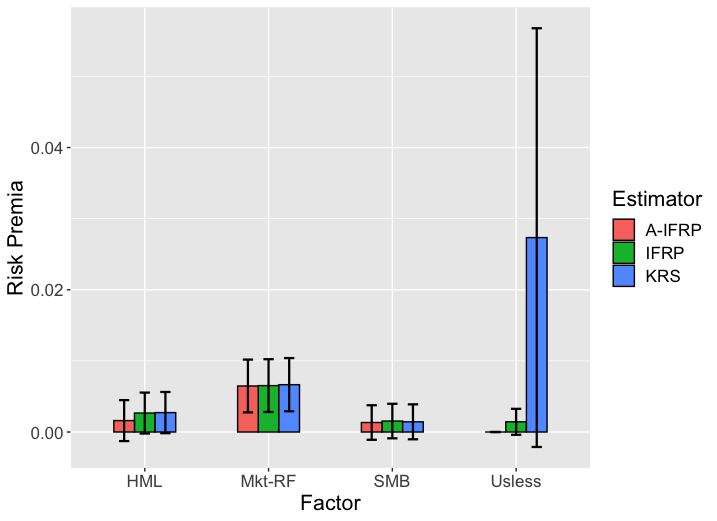 Risk Premia
0.04
0.02
0.00
HML
Mkt-RF
SMB
Usless
Factor
Estimator
A-IFRP
IFRP
KRS